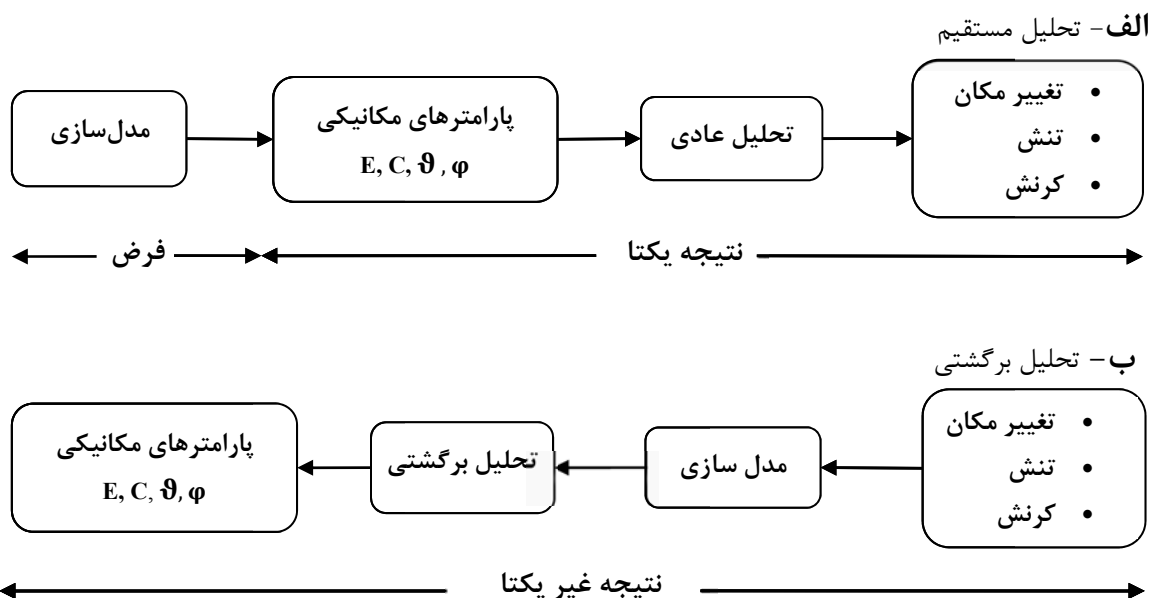 الف- تحلیل مستقیم
مدل‌سازی
پارامترهای مکانیکی
E, C, ϑ , φ
تحلیل عادی
• تغییر مکان
• تنش
• کرنش
فرض
نتیجه یکتا
ب- تحلیل برگشتی
• تغییر مکان
• تنش
• کرنش
مدل سازی
تحلیل برگشتی
پارامترهای مکانیکی
E, C, ϑ, φ
نتیجه غیر یکتا